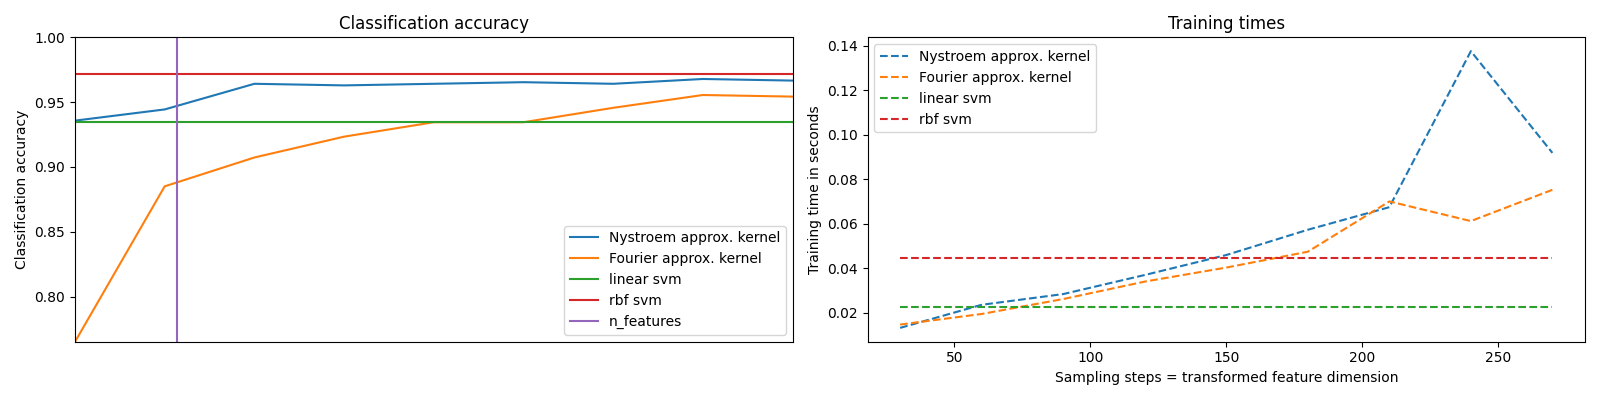 Classification accuracy
Classification accuracy
1.00
0.95
0.90
0.85
0.80
Nystroem approx. kernel
Fourier approx. kernel
linear svm
rbf svm
n_features
Training times
Training time in seconds
0.14
0.12
0.10
0.08
0.06
0.04
0.02
Nystroem approx. kernel
Fourier approx. kernel
linear svm
rbf svm
50 100 150 200 250
Sampling steps = transformed feature dimension